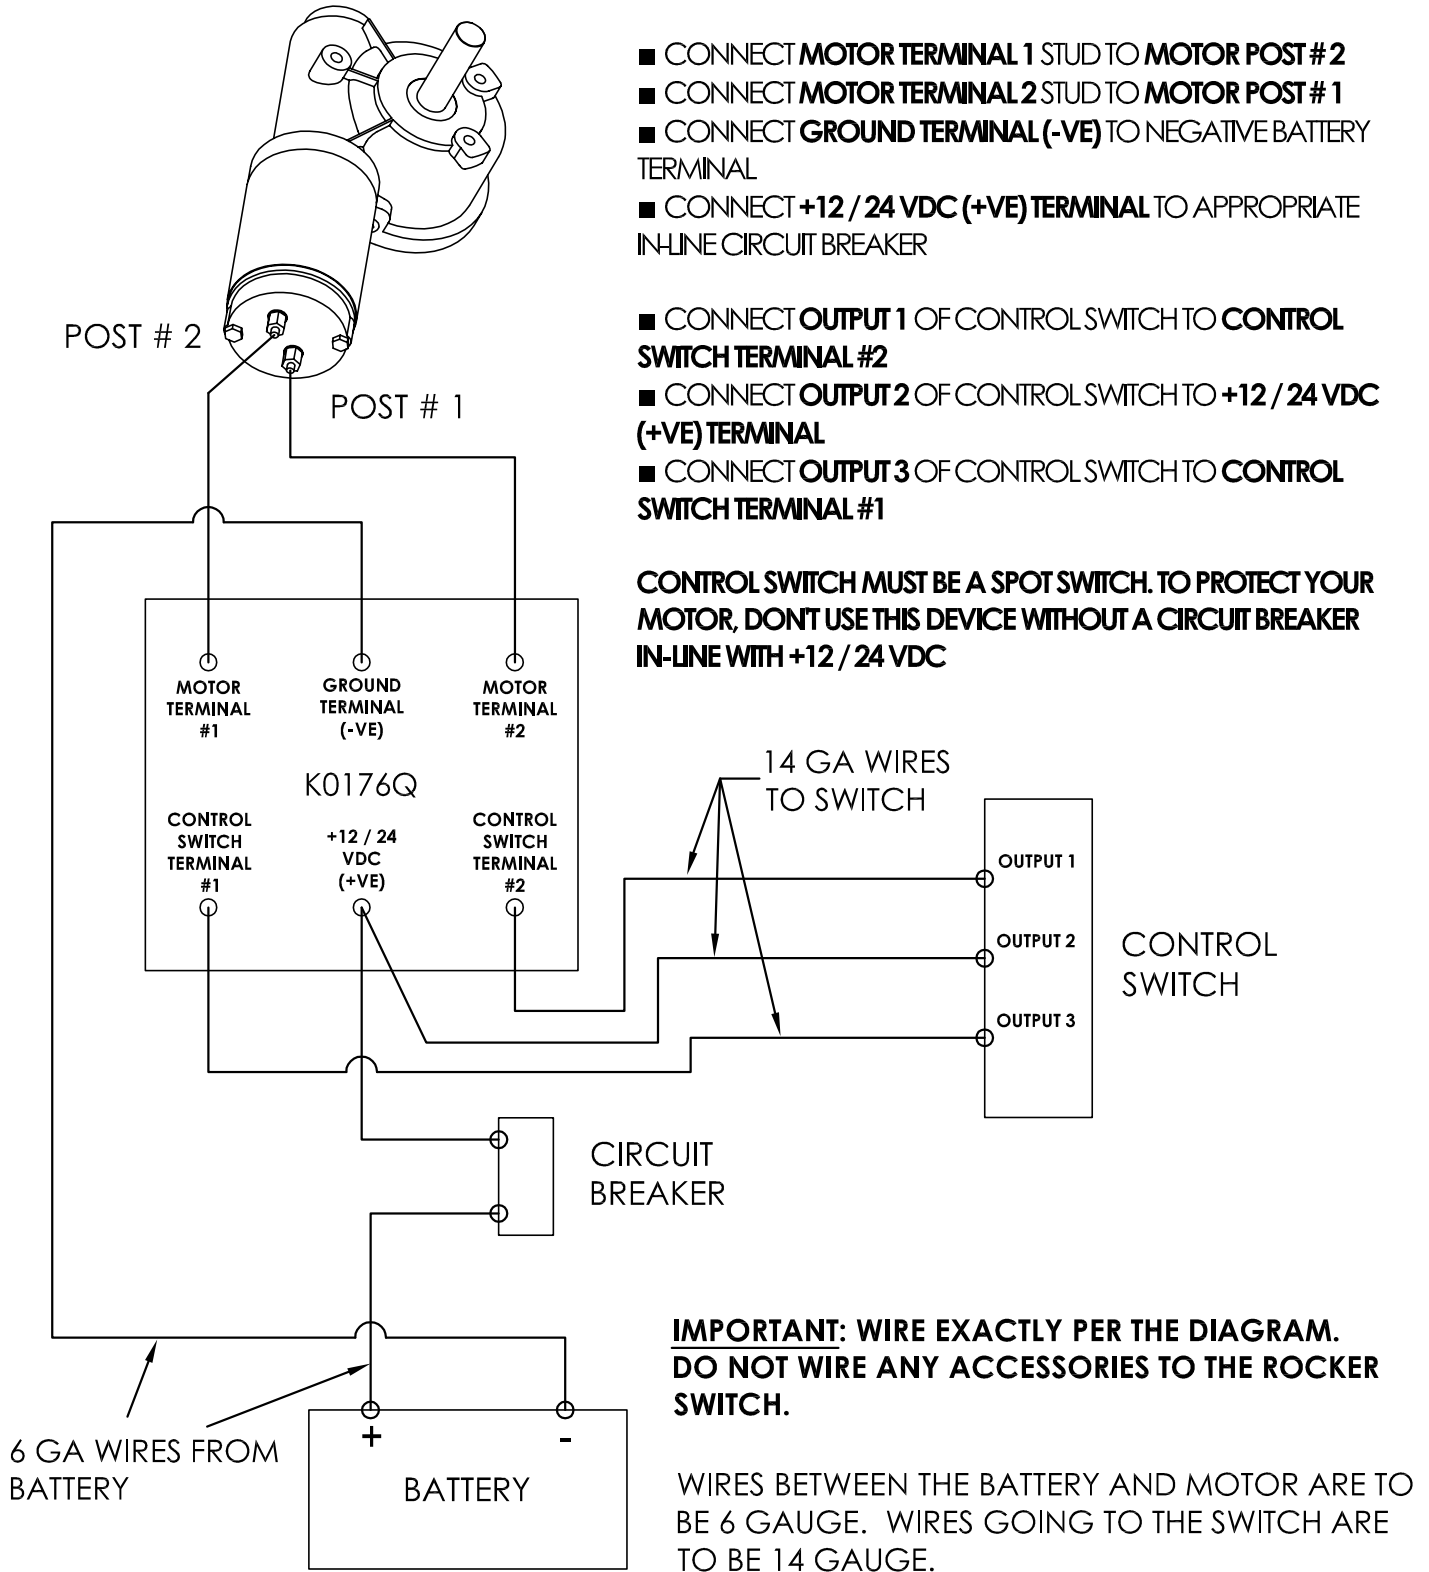 ■ CONNECT MOTOR TERMINAL 1 STUD TO MOTOR POST # 2
■ CONNECT MOTOR TERMINAL 2 STUD TO MOTOR POST # 1
■ CONNECT GROUND TERMINAL (-VE) TO NEGATIVE BATTERY
TERMINAL
■ CONNECT +12 / 24 VDC (+VE) TERMINAL TO APPROPRIATE
IN-LINE CIRCUIT BREAKER
■ CONNECT OUTPUT 1 OF CONTROL SWITCH TO CONTROL
SWITCH TERMINAL #2
■ CONNECT OUTPUT 2 OF CONTROL SWITCH TO +12 / 24 VDC
(+VE) TERMINAL
■ CONNECT OUTPUT 3 OF CONTROL SWITCH TO CONTROL
SWITCH TERMINAL #1
CONTROL SWITCH MUST BE A SPOT SWITCH. TO PROTECT YOUR
MOTOR, DON'T USE THIS DEVICE WITHOUT A CIRCUIT BREAKER
IN-LINE WITH +12 / 24 VDC
POST # 2
POST # 1
MOTOR
TERMINAL
#1
GROUND
TERMINAL
(-VE)
MOTOR
TERMINAL
#2
K0176Q
CONTROL
SWITCH
TERMINAL
#1
+12 / 24
VDC
(+VE)
CONTROL
SWITCH
TERMINAL
#2
14 GA WIRES
TO SWITCH
OUTPUT 1
OUTPUT 2
OUTPUT 3
CONTROL
SWITCH
CIRCUIT
BREAKER
IMPORTANT: WIRE EXACTLY PER THE DIAGRAM.
DO NOT WIRE ANY ACCESSORIES TO THE ROCKER
SWITCH.
6 GA WIRES FROM
BATTERY
+
-
BATTERY
WIRES BETWEEN THE BATTERY AND MOTOR ARE TO
BE 6 GAUGE. WIRES GOING TO THE SWITCH ARE
TO BE 14 GAUGE.